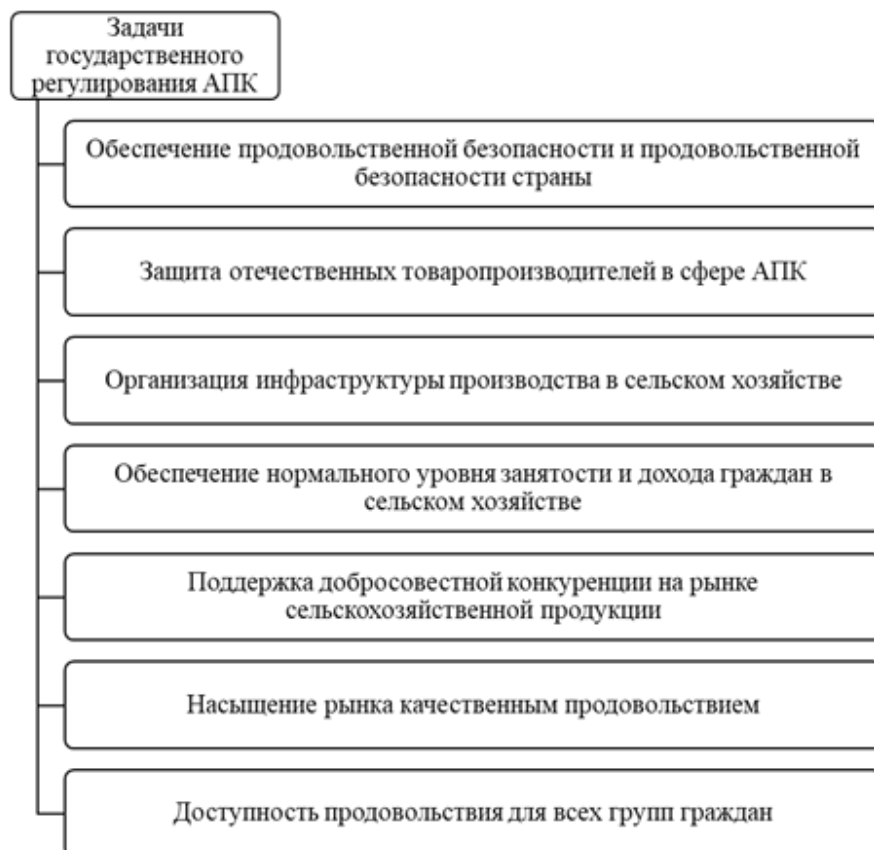 Задачи
государственного
регулирования АПК
Обеспечение продовольственной безопасности и продовольственной
безопасности страны
Защита отечественных товаропроизводителей в сфере АПК
Организация инфраструктуры производства в сельском хозяйстве
Обеспечение нормального уровня занятости и дохода граждан в
сельском хозяйстве
Поддержка добросовестной конкуренции на рынке
сельскохозяйственной продукции
Насыщение рынка качественным продовольствием
Доступность продовольствия для всех групп граждан